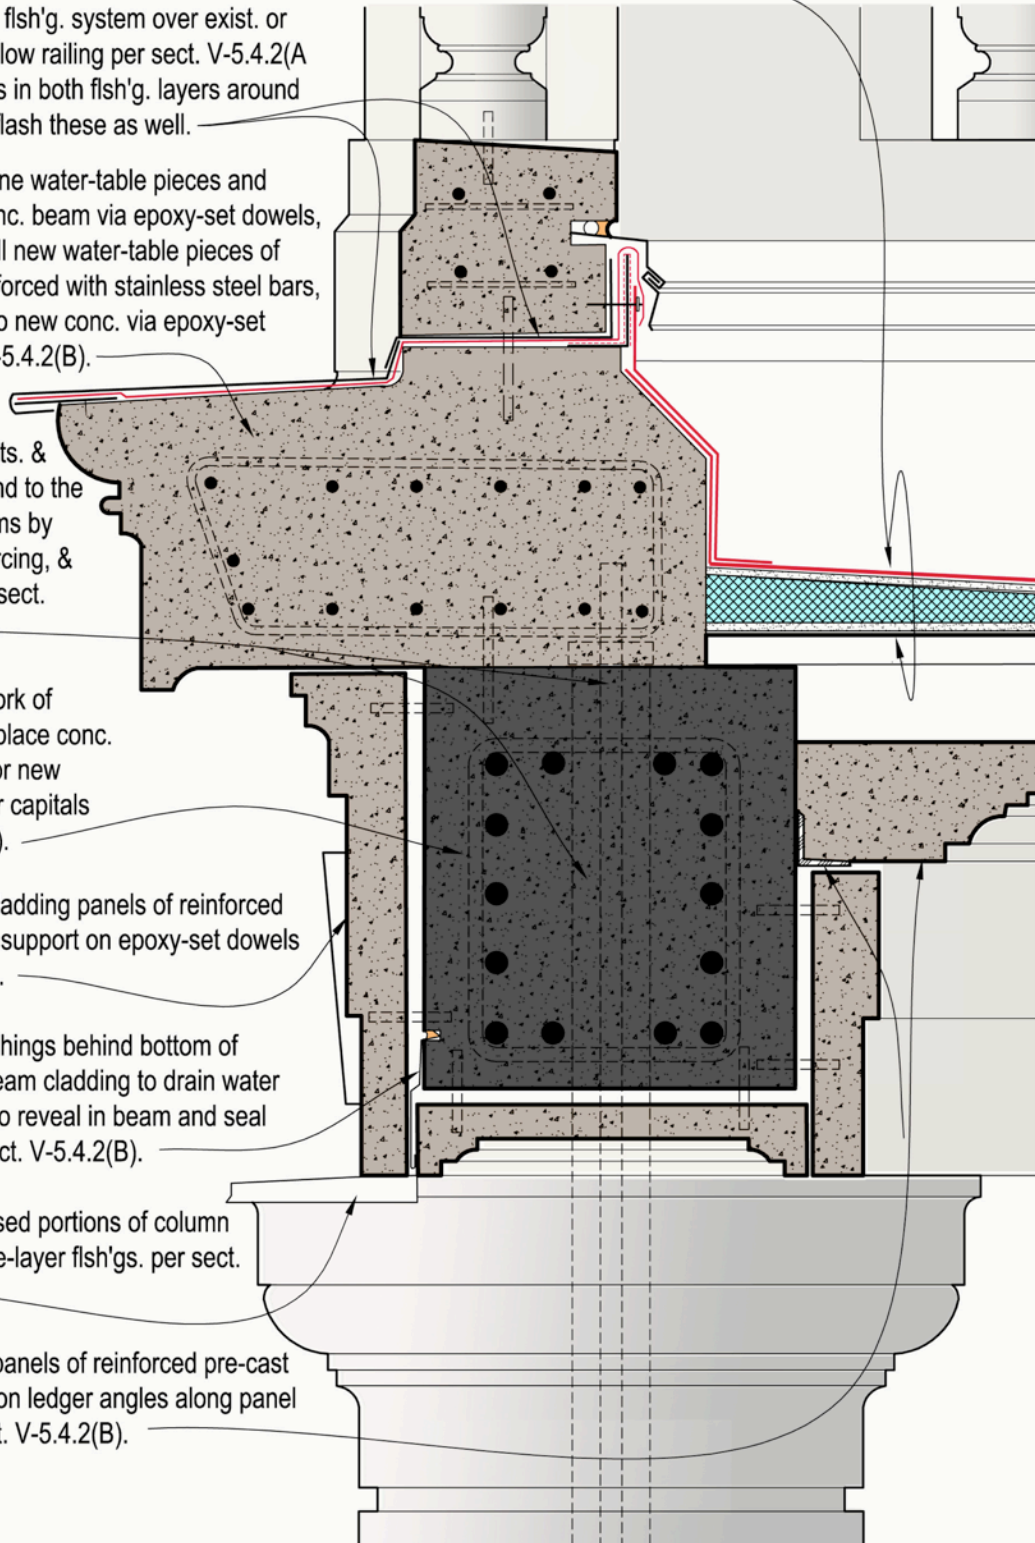 flsh'g. system over exist. or
low railing per sect. V-5.4.2(A
s in both flsh'g. layers around
flash these as well.
ne water-table pieces and
nc. beam via epoxy-set dowels,
ll new water-table pieces of
forced with stainless steel bars,
o new conc. via epoxy-set
-5.4.2(B).
ts. &
nd to the
ms by
rcing, &
sect.
ork of
place conc.
or new
r capitals
).
adding panels of reinforced
support on epoxy-set dowels
.
hings behind bottom of
eam cladding to drain water
o reveal in beam and seal
ct. V-5.4.2(B).
sed portions of column
e-layer flsh'gs. per sect.
panels of reinforced pre-cast
on ledger angles along panel
t. V-5.4.2(B).